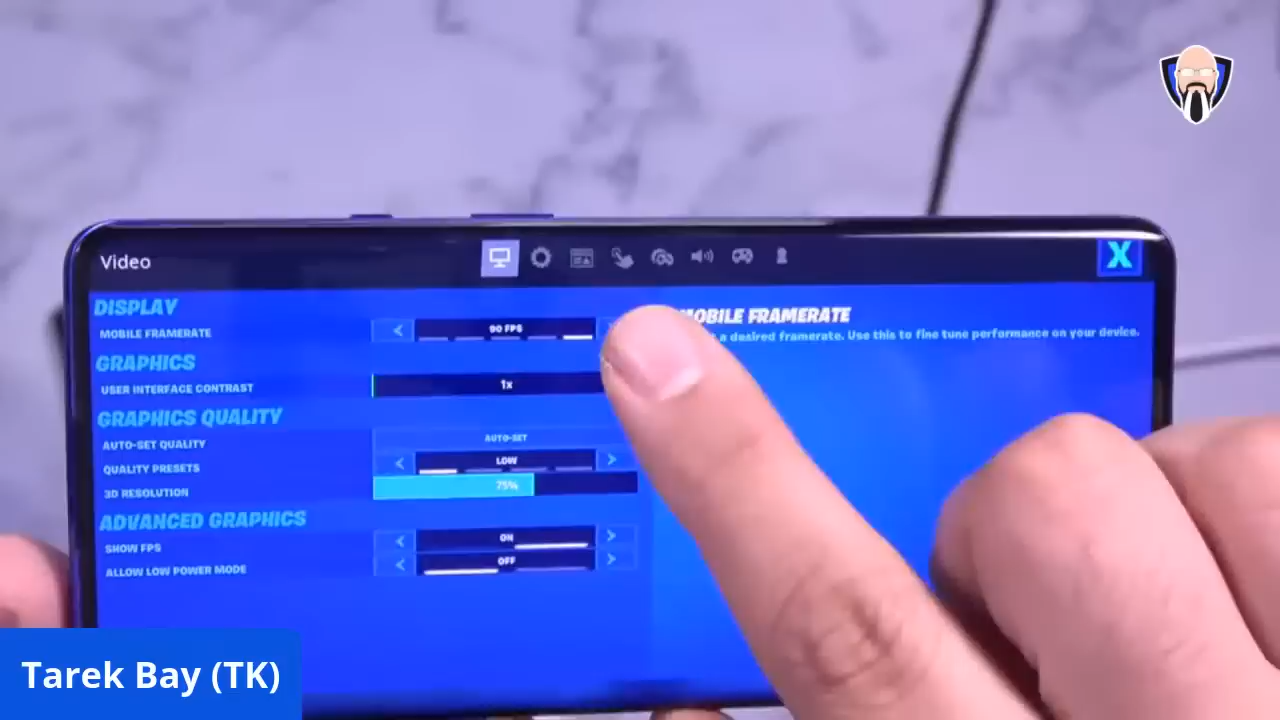 Video
X
DISPLAY
MOBILE FRAMERATE
90 FPS
GRAPHICS
USER INTERFACE CONTRAST
1x
GRAPHICS QUALITY
AUTO-SET QUALITY
AUTO-SET
QUALITY PRESETS
LOW
3D RESOLUTION
75%
ADVANCED GRAPHICS
SHOW FPS
ON
ALLOW LOW POWER MODE
OFF
MOBILE FRAMERATE
a desired framerate. Use this to fine tune performance on your device.
Tarek Bay (TK)